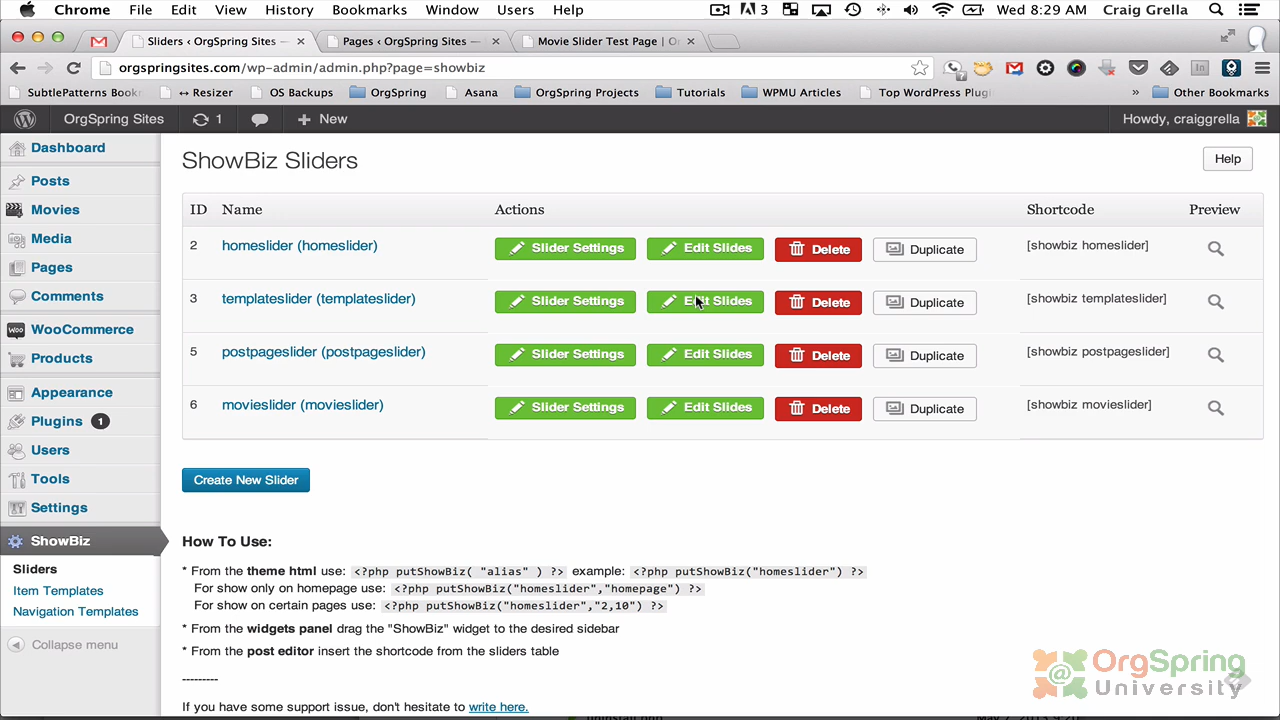 Chrome File Edit View History Bookmarks Window Users Help 3 Wed 8:29 AM Craig Grella
Sliders ‹ OrgSpring Sites — × Pages ‹ OrgSpring Sites — × Movie Slider Test Page | O ×
orgspringsites.com/wp-admin/admin.php?page=showbiz
SubtlePatterns Book Resizer OS Backups OrgSpring Asana OrgSpring Projects Tutorials WPMU Articles Top WordPress Plugi » Other Bookmarks
OrgSpring Sites 1 + New Howdy, craiggrella
Dashboard
Posts
Movies
Media
Pages
Comments
WooCommerce
Products
Appearance
Plugins 1
Users
Tools
Settings
ShowBiz
Sliders
Item Templates
Navigation Templates
Collapse menu
ShowBiz Sliders Help
ID Name Actions Shortcode Preview
2 homeslider (homeslider) Slider Settings Edit Slides Delete Duplicate [showbiz homeslider]
3 templateslider (templateslider) Slider Settings Edit Slides Delete Duplicate [showbiz templateslider]
5 postpageslider (postpageslider) Slider Settings Edit Slides Delete Duplicate [showbiz postpageslider]
6 movieslider (movieslider) Slider Settings Edit Slides Delete Duplicate [showbiz movieslider]
Create New Slider
How To Use:
* From the theme html use: <?php putShowBiz( "alias" ) ?> example: <?php putShowBiz("homeslider") ?>
For show only on homepage use: <?php putShowBiz("homeslider","homepage") ?>
For show on certain pages use: <?php putShowBiz("homeslider","2,10") ?>
* From the widgets panel drag the "ShowBiz" widget to the desired sidebar
* From the post editor insert the shortcode from the sliders table
---------
If you have some support issue, don't hesitate to write here.
OrgSpring
University